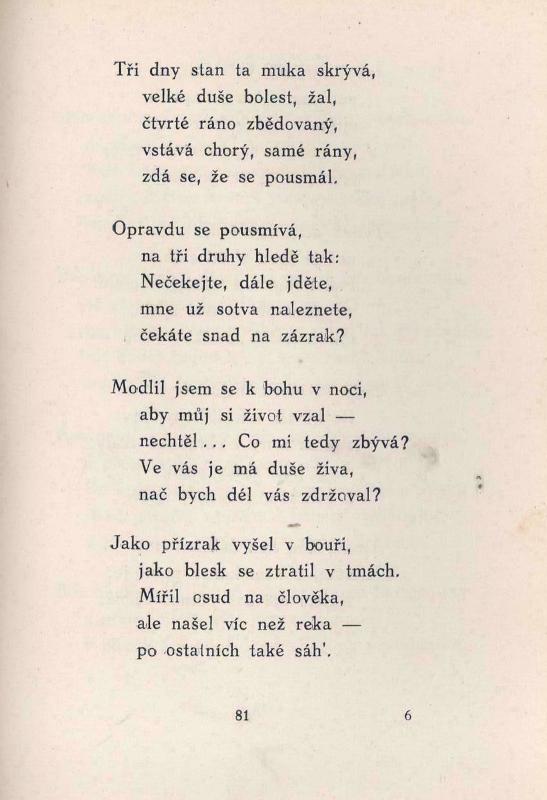 Tři dny stan ta muka skrývá,
velké duše bolest, žal,
čtvrté ráno zbědovaný,
vstává chorý, samé rány,
zdá se, že se pousmál.
Opravdu se pousmívá,
na tři druhy hledě tak:
Nečekejte, dále jděte,
mne už sotva naleznete,
čekáte snad na zázrak?
Modlil jsem se k bohu v noci,
aby můj si život vzal —
nechtěl... Co mi tedy zbývá?
Ve vás je má duše živa,
nač bych dél vás zdržoval?
Jako přízrak vyšel v bouři,
jako blesk se ztratil v tmách.
Mířil osud na člověka,
ale našel víc než reka —
po ostatních také sáh'.
81 6